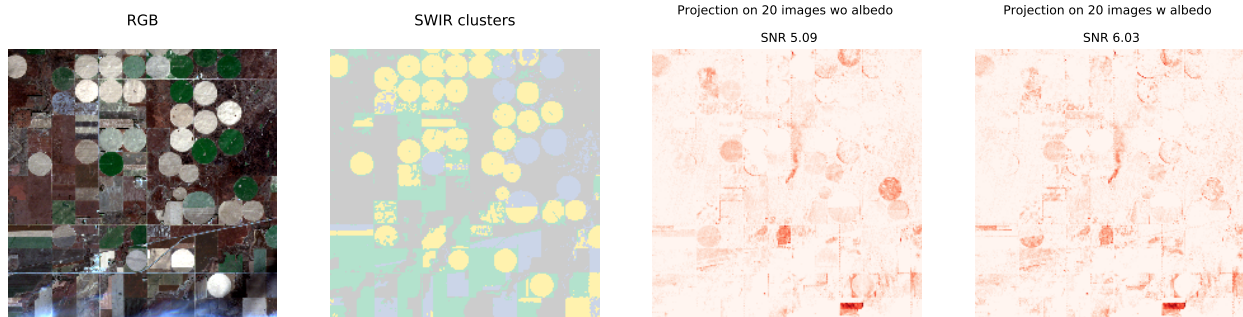 RGB
SWIR clusters
Projection on 20 images wo albedo
SNR 5.09
Projection on 20 images w albedo
SNR 6.03